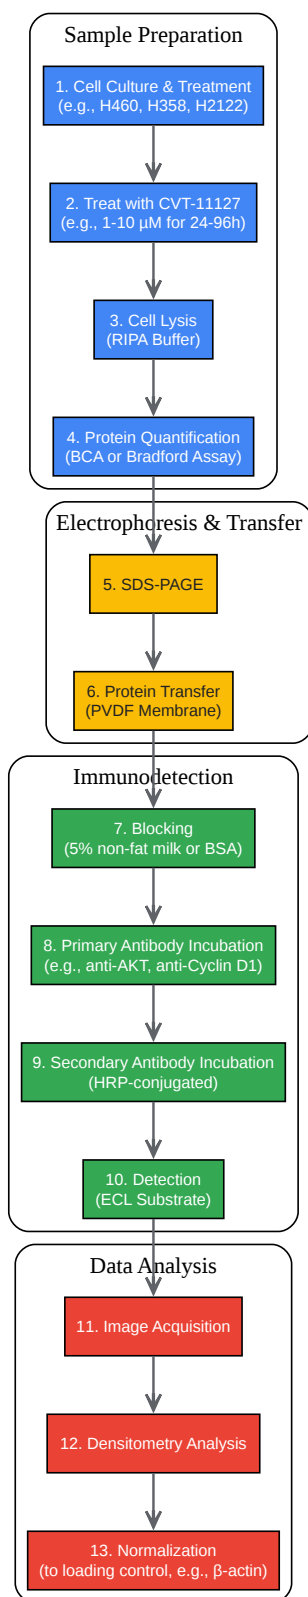 Sample Preparation
1. Cell Culture & Treatment
(e.g., H460, H358, H2122)
2. Treat with CVT-11127
(e.g., 1-10 µM for 24-96h)
3. Cell Lysis
(RIPA Buffer)
4. Protein Quantification
(BCA or Bradford Assay)
Electrophoresis & Transfer
5. SDS-PAGE
6. Protein Transfer
(PVDF Membrane)
Immunodetection
7. Blocking
(5% non-fat milk or BSA)
8. Primary Antibody Incubation
(e.g., anti-AKT, anti-Cyclin D1)
9. Secondary Antibody Incubation
(HRP-conjugated)
10. Detection
(ECL Substrate)
Data Analysis
11. Image Acquisition
12. Densitometry Analysis
13. Normalization
(to loading control, e.g., β-actin)